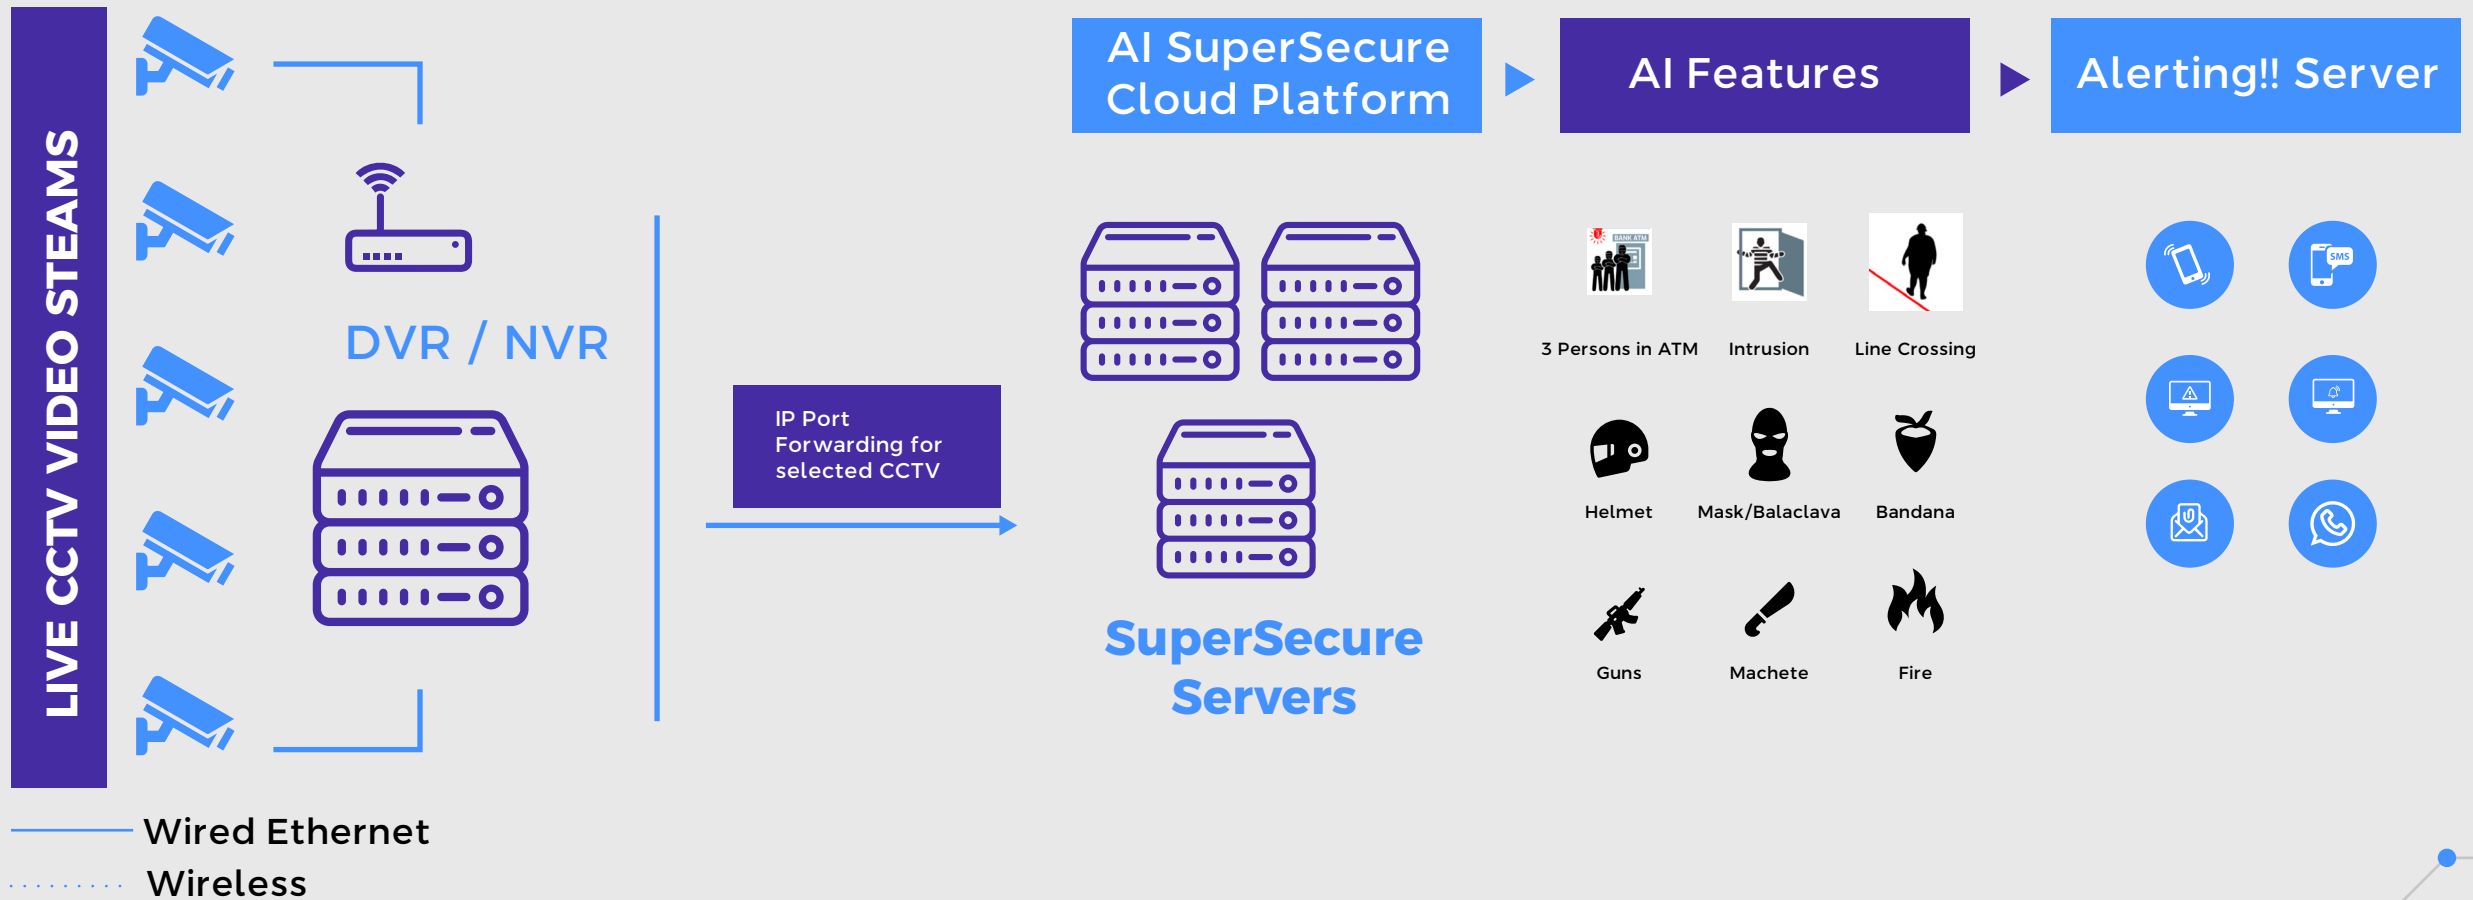 LIVE CCTV VIDEO STEAMS
DVR / NVR
IP Port
Forwarding for
selected CCTV
AI SuperSecure
Cloud Platform
SuperSecure
Servers
AI Features
BANK ATM
3 Persons in ATM
Intrusion
Line Crossing
Helmet
Mask/Balaclava
Bandana
Guns
Machete
Fire
Alerting!! Server
SMS
Wired Ethernet
Wireless